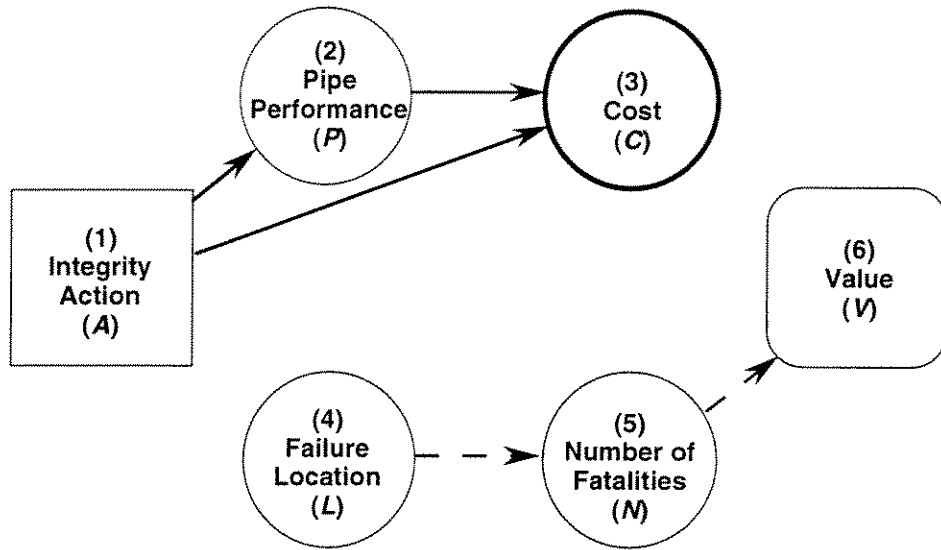 (1)
Integrity
Action
(A)
(2)
Pipe
Performance
(P)
(3)
Cost
(C)
(4)
Failure
Location
(L)
(5)
Number of
Fatalities
(N)
(6)
Value
(V)